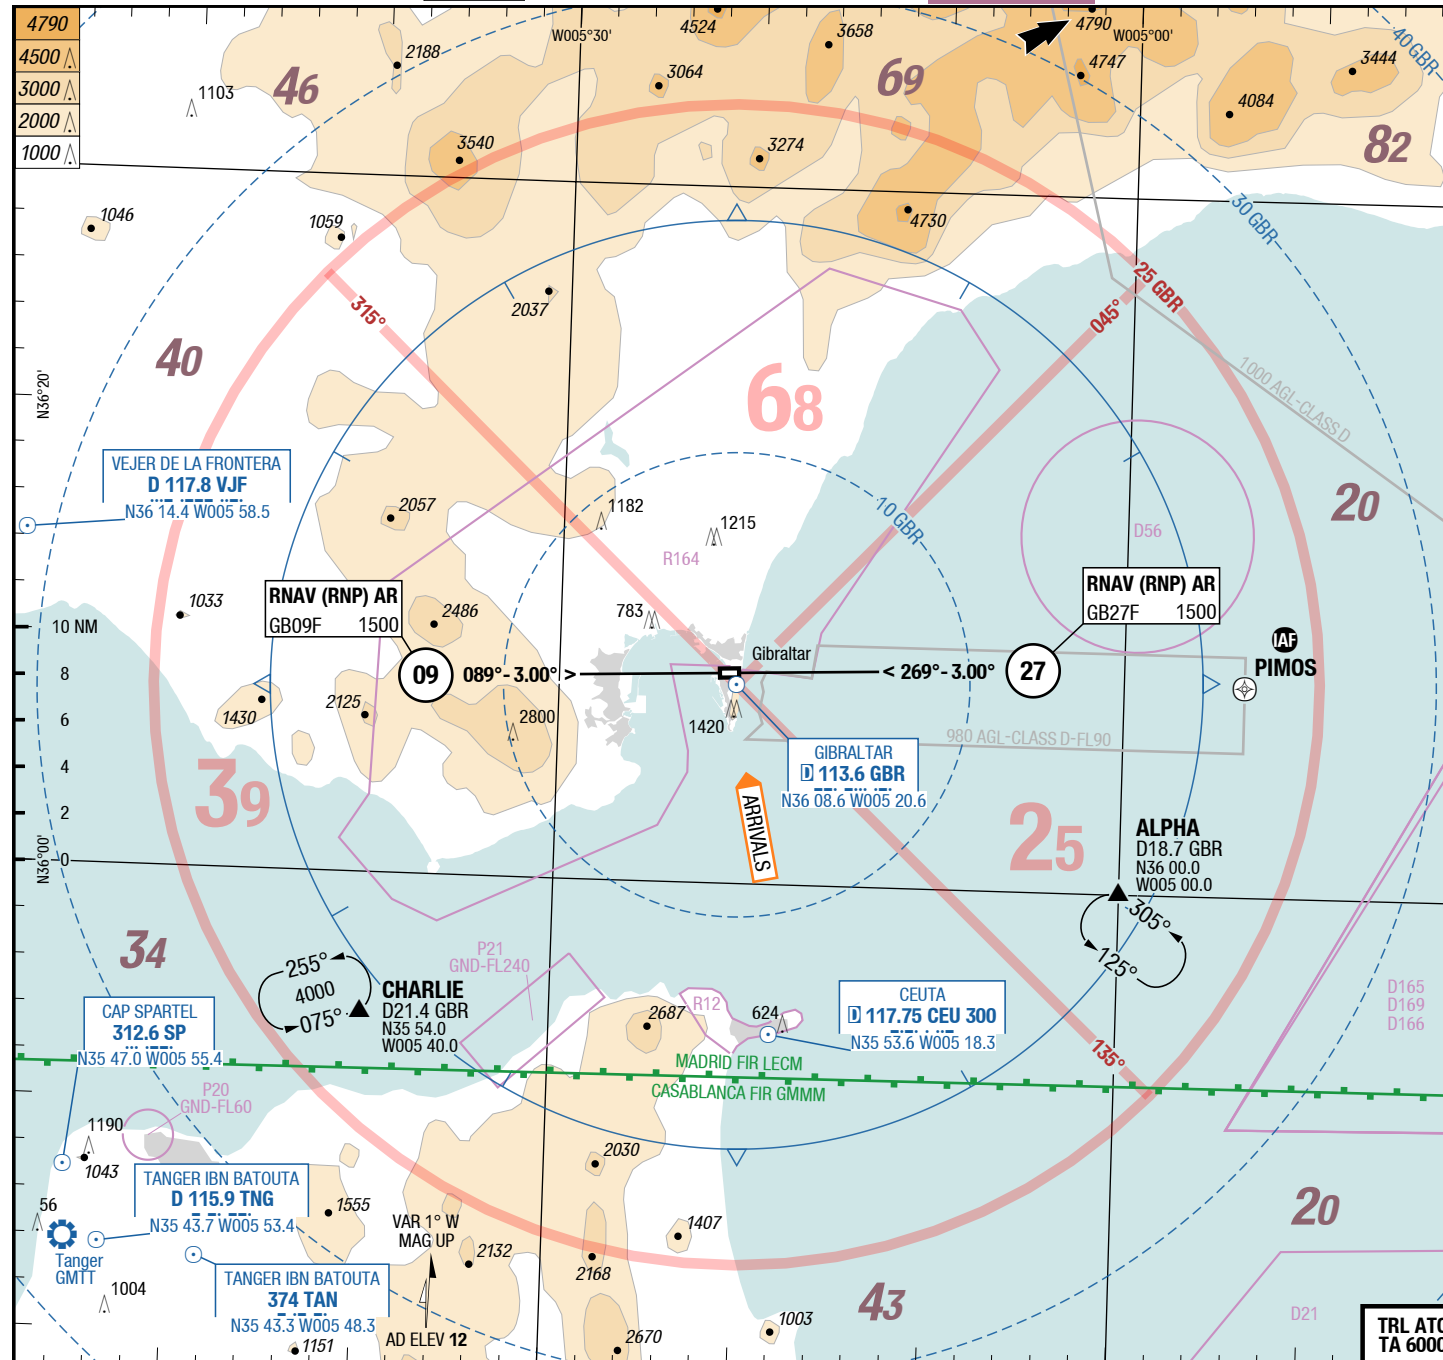 4790
4500
3000
2000
1000
W005°30'
W005°00'
4524
3658
4790
4747
3444
40 GBR
2188
3064
69
46
1103
4084
82
3540
3274
1046
1059
4730
30 GBR
2037
315°
045°
25 GBR
40
N36°20'
68
1000 AGL-CLASS D
VEJER DE LA FRONTERA
D 117.8 VJF
N36 14.4 W005 58.5
2057
1182
1215
R164
10 GBR
D56
20
1033
RNAV (RNP) AR
GB09F 1500
2486
783
RNAV (RNP) AR
GB27F 1500
10 NM
8
6
4
2
0
N36°00'
Gibraltar
IAF
PIMOS
09
089°- 3.00° >
< 269°- 3.00°
27
1430
2125
2800
1420
980 AGL-CLASS D-FL90
GIBRALTAR
D 113.6 GBR
N36 08.6 W005 20.6
39
ARRIVALS
25
ALPHA
D18.7 GBR
N36 00.0
W005 00.0
305°
125°
34
P21
GND-FL240
255°
4000
075°
CHARLIE
D21.4 GBR
N35 54.0
W005 40.0
CAP SPARTEL
312.6 SP
N35 47.0 W005 55.4
2687
R12
624
CEUTA
D 117.75 CEU 300
N35 53.6 W005 18.3
D165
D169
D166
MADRID FIR LECM
CASABLANCA FIR GMMM
135°
P20
GND-FL60
1190
1043
TANGER IBN BATOUTA
D 115.9 TNG
N35 43.7 W005 53.4
2030
56
Tanger
GMTT
1555
VAR 1° W
MAG UP
2132
2168
1407
20
TANGER IBN BATOUTA
374 TAN
N35 43.3 W005 48.3
1004
1151
AD ELEV 12
2670
1003
43
D21
TRL ATC
TA 6000